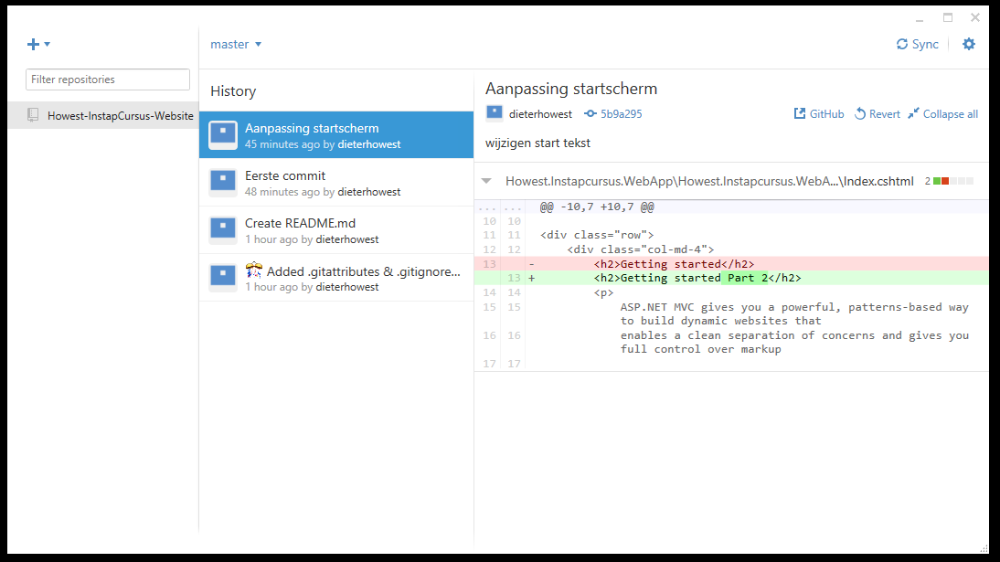 master
Sync
Filter repositories
Howest-InstapCursus-Website
History
Aanpassing startscherm
45 minutes ago by dieterhowest
Eerste commit
48 minutes ago by dieterhowest
Create README.md
1 hour ago by dieterhowest
Added .gitattributes & .gitignore...
1 hour ago by dieterhowest
Aanpassing startscherm
dieterhowest 5b9a295 GitHub Revert Collapse all
wijzigen start tekst
Howest.Instapcursus.WebApp\Howest.Instapcursus.WebA...\Index.cshtml 2
... ... @@ -10,7 +10,7 @@
10 10
11 11 <div class="row">
12 12 <div class="col-md-4">
13 - <h2>Getting started</h2>
13 + <h2>Getting started Part 2</h2>
14 14 <p>
15 15 ASP.NET MVC gives you a powerful, patterns-based way
to build dynamic websites that
16 16 enables a clean separation of concerns and gives you
full control over markup
17 17